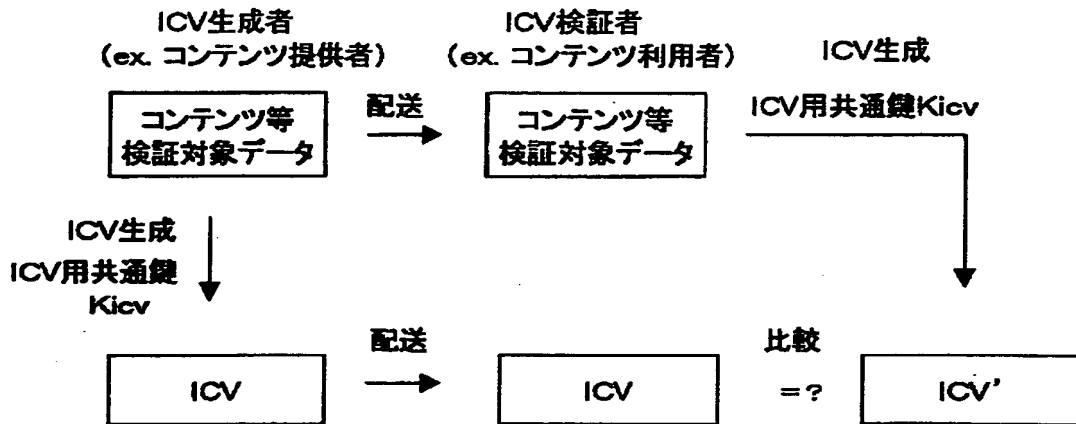 ICV生成者
(ex. コンテンツ提供者)
ICV検証者
(ex. コンテンツ利用者)
ICV生成
ICV用共通鍵Kicv
コンテンツ等
検証対象データ
配送
コンテンツ等
検証対象データ
ICV生成
ICV用共通鍵
Kicv
ICV
配送
ICV
比較
=?
ICV'